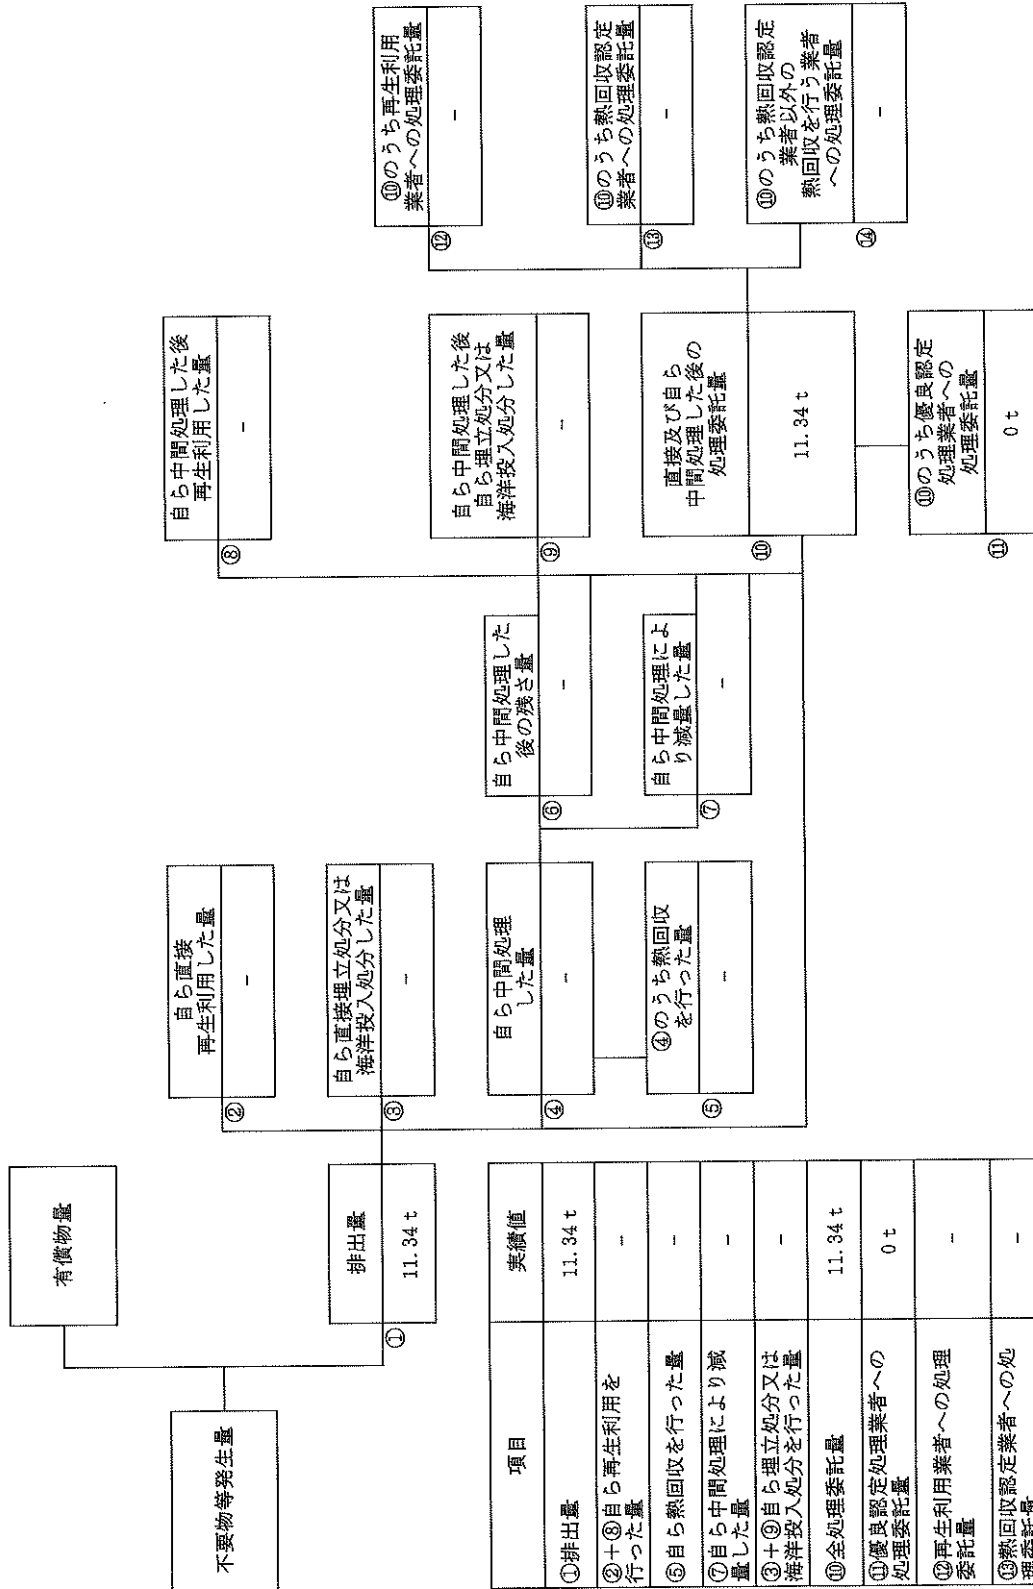 有償物量
不要物等発生量
排出量
①
11.34 t
自ら直接
再生利用した量
②
-
自ら直接埋立処分又は
海洋投入処分した量
③
-
自ら中間処理
した量
④
-
④のうち熱回収
を行った量
⑤
-
自ら中間処理した
後の残さ量
⑥
-
自ら中間処理によ
り減量した量
⑦
-
自ら中間処理した後
再生利用した量
⑧
-
自ら中間処理した後
自ら埋立処分又は
海洋投入処分した量
⑨
-
直接及び自ら
中間処理した後の
処理委託量
⑩
11.34 t
⑩のうち優良認定
処理業者への
処理委託量
⑪
0 t
⑩のうち再生利用
業者への処理委託量
⑫
-
⑩のうち熱回収認定
業者への処理委託量
⑬
-
⑩のうち熱回収認定
業者以外の
熱回収を行う業者
への処理委託量
⑭
-
項目 実績値
①排出量 11.34 t
②+⑧自ら再生利用を
行った量 -
⑤自ら熱回収を行った量 -
⑦自ら中間処理により減
量した量 -
③+⑨自ら埋立処分又は
海洋投入処分を行った量 -
⑩全処理委託量 11.34 t
⑪優良認定処理業者への
処理委託量 0 t
⑫再生利用業者への処理
委託量 -
⑬熱回収認定業者への処
理委託量 -